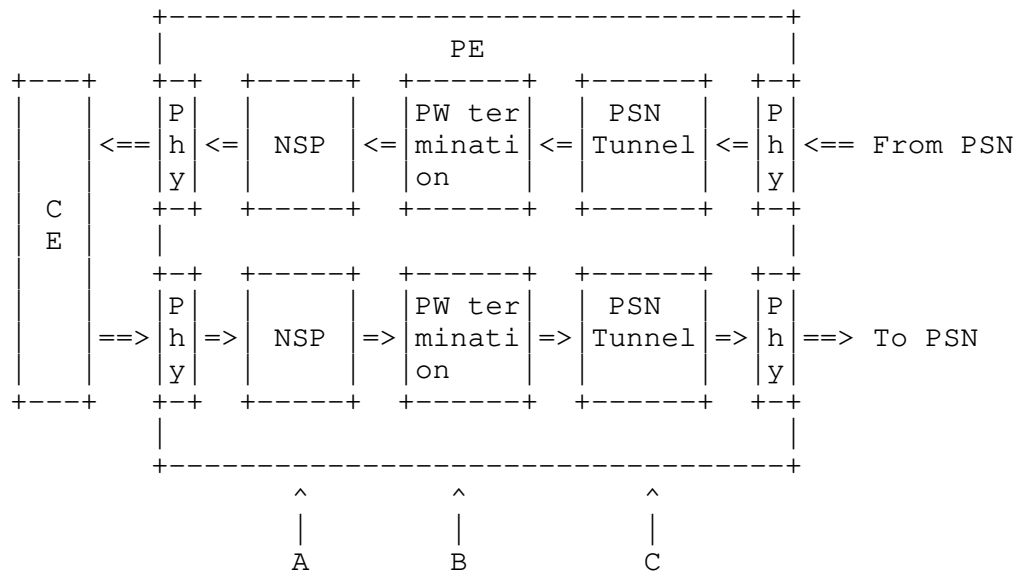 PE
P
PW ter
PSN
P
<== h <= NSP <= minati <= Tunnel <= h <== From PSN
y
on
y
C
E
P
PW ter
PSN
P
==> h => NSP => minati => Tunnel => h ==> To PSN
y
on
y
^ ^ ^
A B C